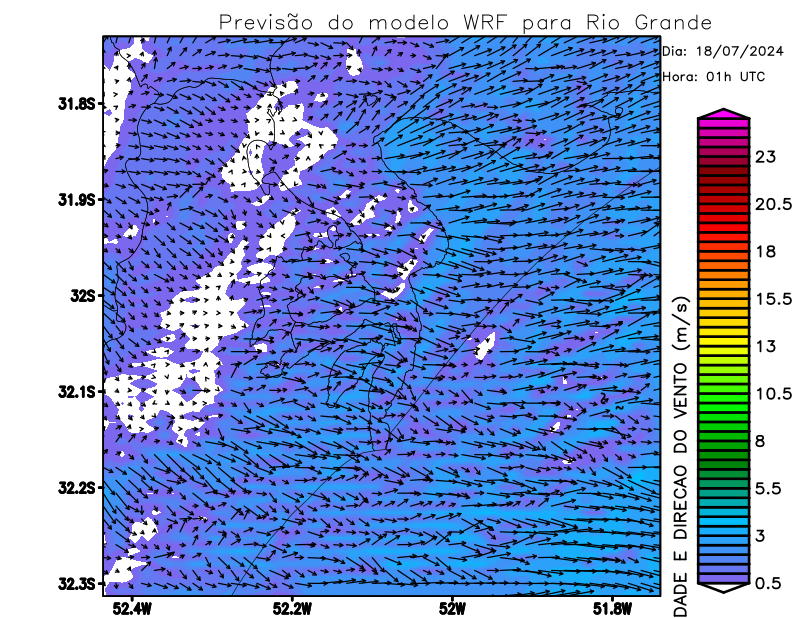 Previsão do modelo WRF para Rio Grande
Dia: 18/07/2024
Hora: 01h UTC
31.8S
31.9S
32S
32.1S
32.2S
32.3S
52.4W
52.2W
52W
51.8W
DADE E DIRECAO DO VENTO (m/s)
23
20.5
18
15.5
13
10.5
8
5.5
3
0.5